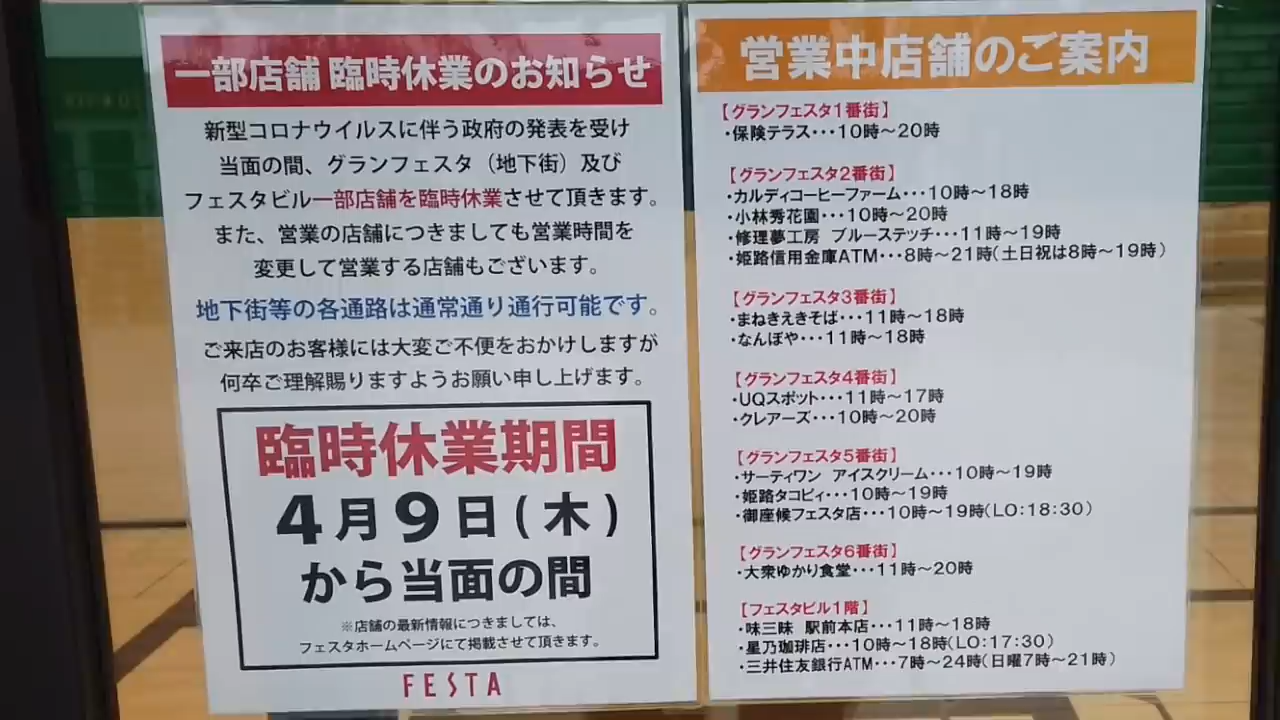 一部店舗 臨時休業のお知らせ
新型コロナウイルスに伴う政府の発表を受け
当面の間、グランフェスタ（地下街）及び
フェスタビル一部店舗を臨時休業させて頂きます。
また、営業の店舗につきましても営業時間を
変更して営業する店舗もございます。
地下街等の各通路は通常通り通行可能です。
ご来店のお客様には大変ご不便をおかけしますが
何卒ご理解賜りますようお願い申し上げます。
臨時休業期間
4月9日(木)
から当面の間
※店舗の最新情報につきましては、
フェスタホームページにて掲載させて頂きます。
FESTA
営業中店舗のご案内
【グランフェスタ1番街】
・保険テラス･･･10時～20時
【グランフェスタ2番街】
・カルディコーヒーファーム･･･10時～18時
・小林秀花園･･･10時～20時
・修理夢工房 ブルーステッチ･･･11時～19時
・姫路信用金庫ATM･･･8時～21時(土日祝は8時～19時)
【グランフェスタ3番街】
・まねきえきそば･･･11時～18時
・なんぼや･･･11時～18時
【グランフェスタ4番街】
・UQスポット･･･11時～17時
・クレアーズ･･･10時～20時
【グランフェスタ5番街】
・サーティワン アイスクリーム･･･10時～19時
・姫路タコピィ･･･10時～19時
・御座候フェスタ店･･･10時～19時(LO:18:30)
【グランフェスタ6番街】
・大衆ゆかり食堂･･･11時～20時
【フェスタビル1階】
・味三昧 駅前本店･･･11時～18時
・星乃珈琲店･･･10時～18時(LO:17:30)
・三井住友銀行ATM･･･7時～24時(日曜7時～21時)